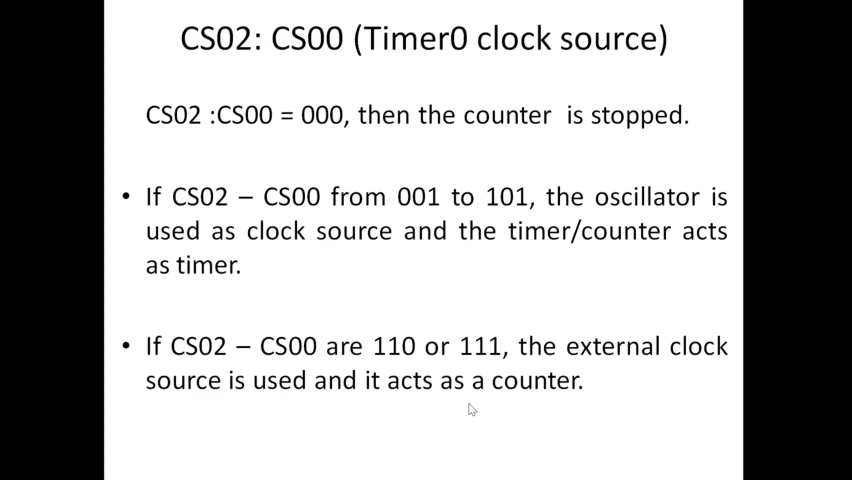 CS02: CS00 (Timer0 clock source)
CS02 :CS00 = 000, then the counter is stopped.
• If CS02 – CS00 from 001 to 101, the oscillator is
used as clock source and the timer/counter acts
as timer.
• If CS02 – CS00 are 110 or 111, the external clock
source is used and it acts as a counter.